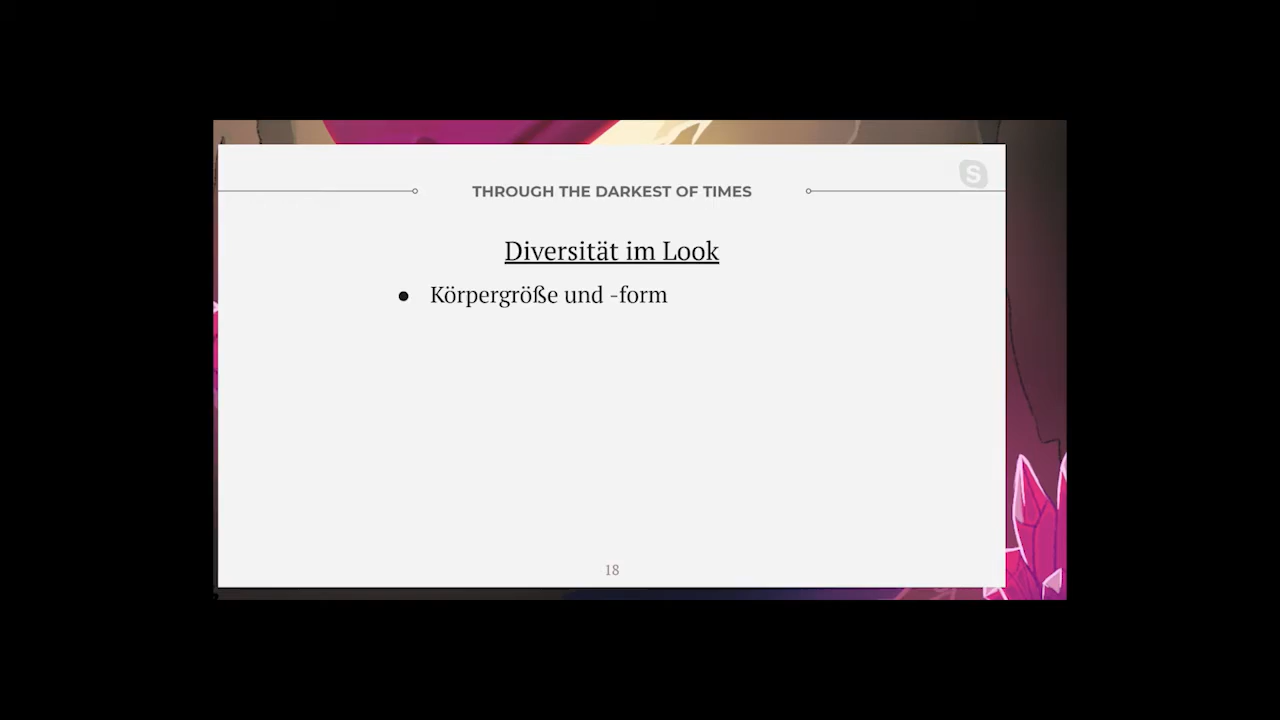 THROUGH THE DARKEST OF TIMES
Diversität im Look
● Körpergröße und -form
18